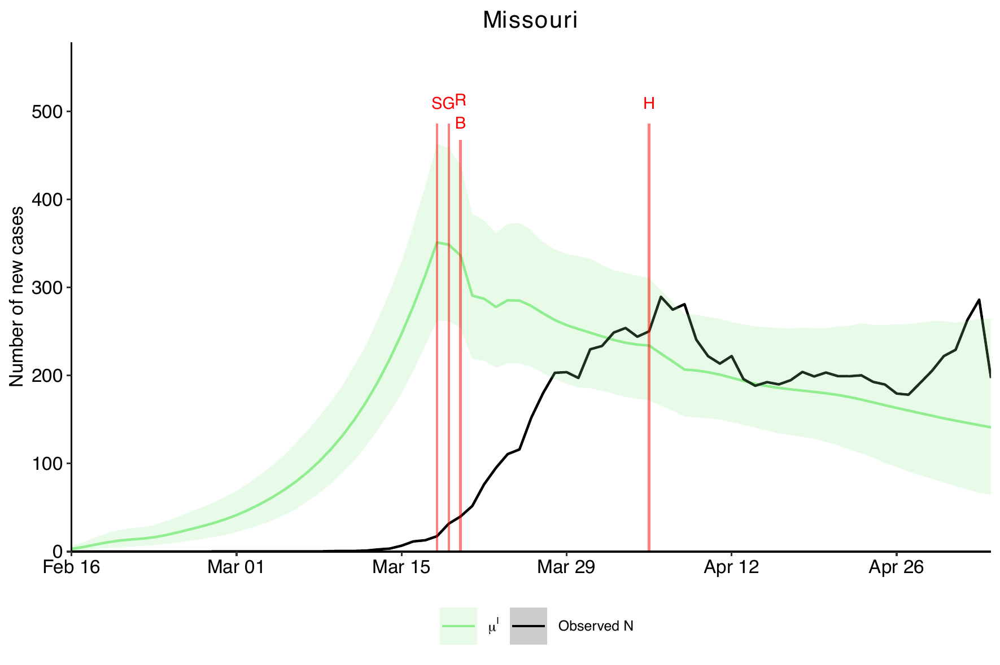 Missouri
Number of new cases
500
400
300
200
100
0
S G R
B
H
Feb 16 Mar 01 Mar 15 Mar 29 Apr 12 Apr 26
μᴵ Observed N